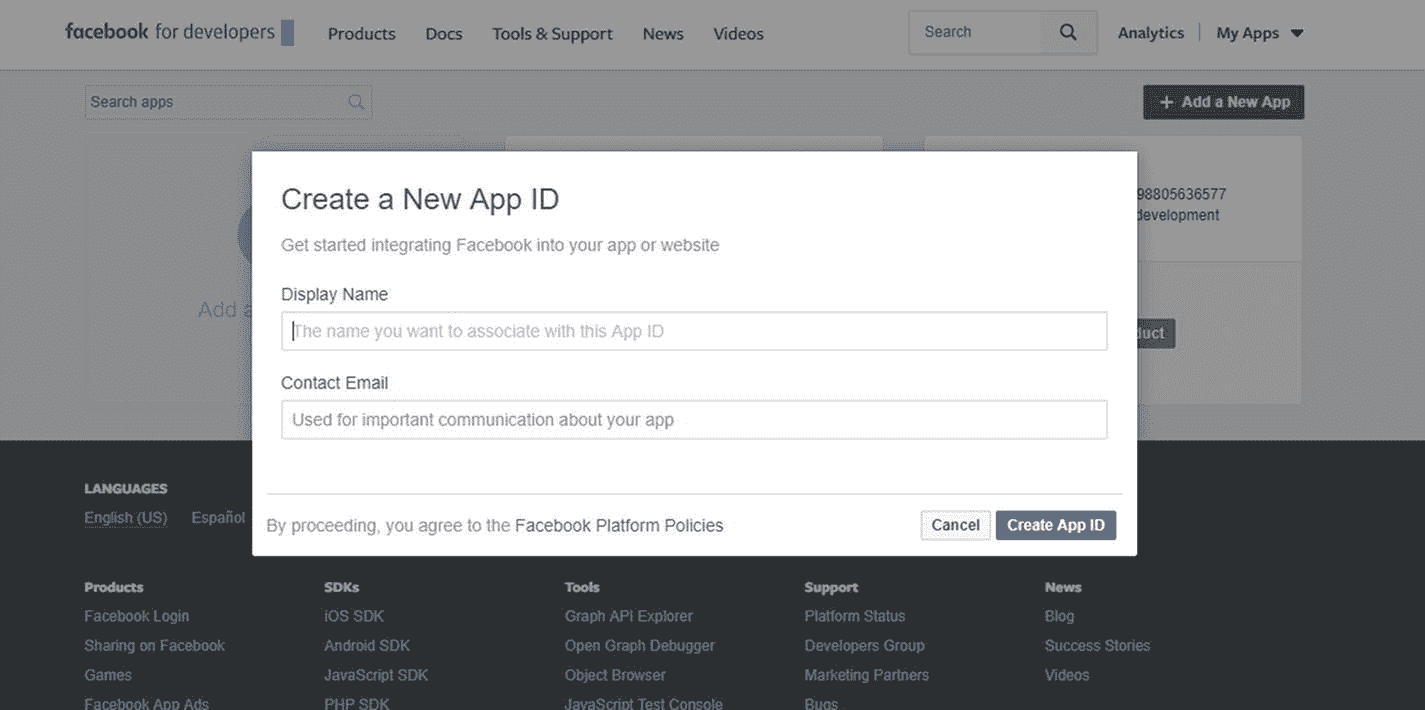 facebook for developers Products Docs Tools & Support News Videos Search Analytics My Apps
Search apps + Add a New App
Create a New App ID
98805636577
development
Get started integrating Facebook into your app or website
Display Name
The name you want to associate with this App ID
Add
Contact Email
Used for important communication about your app
LANGUAGES
English (US) Español
By proceeding, you agree to the Facebook Platform Policies Cancel Create App ID
Products SDKs Tools Support News
Facebook Login iOS SDK Graph API Explorer Platform Status Blog
Sharing on Facebook Android SDK Open Graph Debugger Developers Group Success Stories
Games JavaScript SDK Object Browser Marketing Partners Videos
Facebook App Ads PHP SDK JavaScript Test Console Bugs